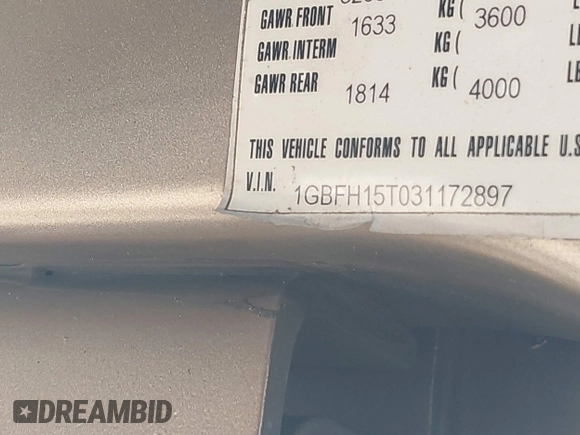 GAWR FRONT 1633 KG( 3600
GAWR INTERM KG(
GAWR REAR 1814 KG( 4000
THIS VEHICLE CONFORMS TO ALL APPLICABLE U.S
V.I.N. 1GBFH15T031172897
DREAMBID